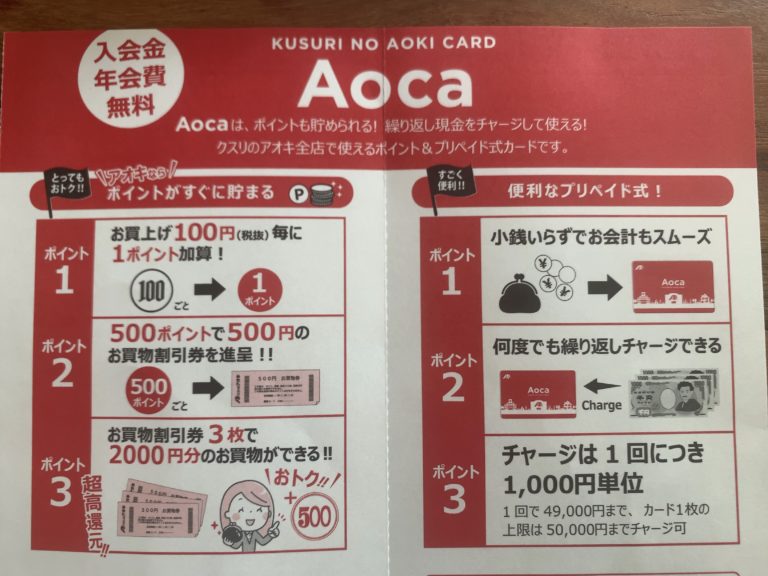 入会金
年会費
無料
KUSURI NO AOKI CARD
Aoca
Aocaは、ポイントも貯められる! 繰り返し現金をチャージして使える!
クスリのアオキ全店で使えるポイント&プリペイド式カードです。
とっても
おトク!!
アオキなら
ポイントがすぐに貯まる
P
ポイント
1
お買上げ100円(税抜)毎に
1ポイント加算!
100
ごと
1
ポイント
ポイント
2
500ポイントで500円の
お買物割引券を進呈!!
500
ポイント
ごと
500円 お買物券
ポイント
3
超高還元!!
お買物割引券3枚で
2000円分のお買物ができる!!
500円 お買物券
おトク!!
+
500
すごく
便利!!
便利なプリペイド式!
ポイント
1
小銭いらずでお会計もスムーズ
Aoca
ポイント
2
何度でも繰り返しチャージできる
Aoca
Charge
ポイント
3
チャージは1回につき
1,000円単位
1回で49,000円まで、カード1枚の
上限は50,000円までチャージ可